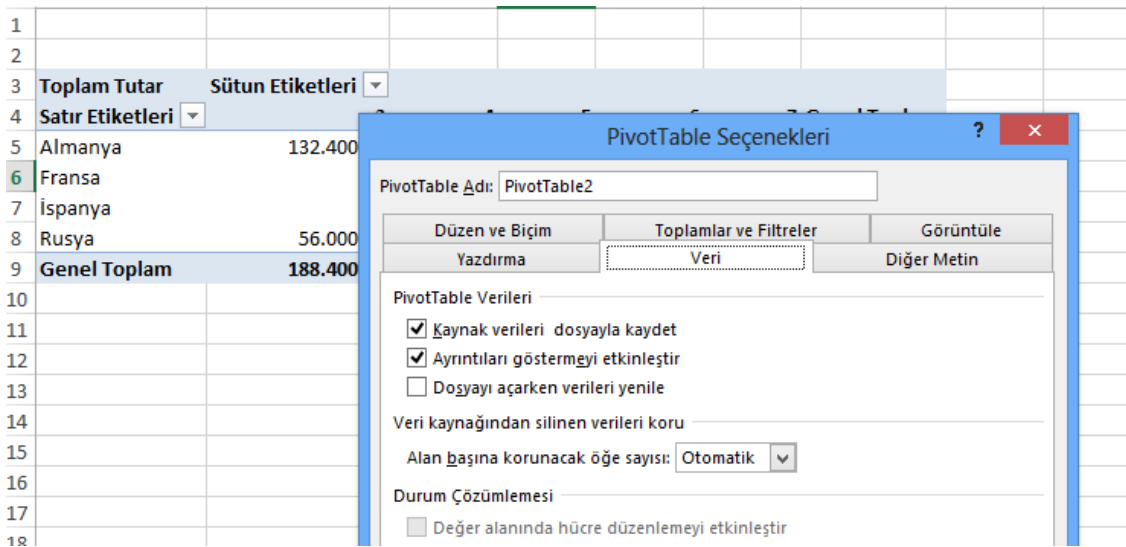 1
2
3 Toplam Tutar Sütun Etiketleri
4 Satır Etiketleri
5 Almanya 132.400
6 Fransa
7 İspanya
8 Rusya 56.000
9 Genel Toplam 188.400
10
11
12
13
14
15
16
17
18
PivotTable Seçenekleri ? ×
PivotTable Adı: PivotTable2
Düzen ve Biçim Toplamlar ve Filtreler Görüntüle
Yazdırma Veri Diğer Metin
PivotTable Verileri
Kaynak verileri dosyayla kaydet
Ayrıntıları göstermeyi etkinleştir
Dosyayı açarken verileri yenile
Veri kaynağından silinen verileri koru
Alan başına korunacak öğe sayısı: Otomatik
Durum Çözümlemesi
Değer alanında hücre düzenlemeyi etkinleştir